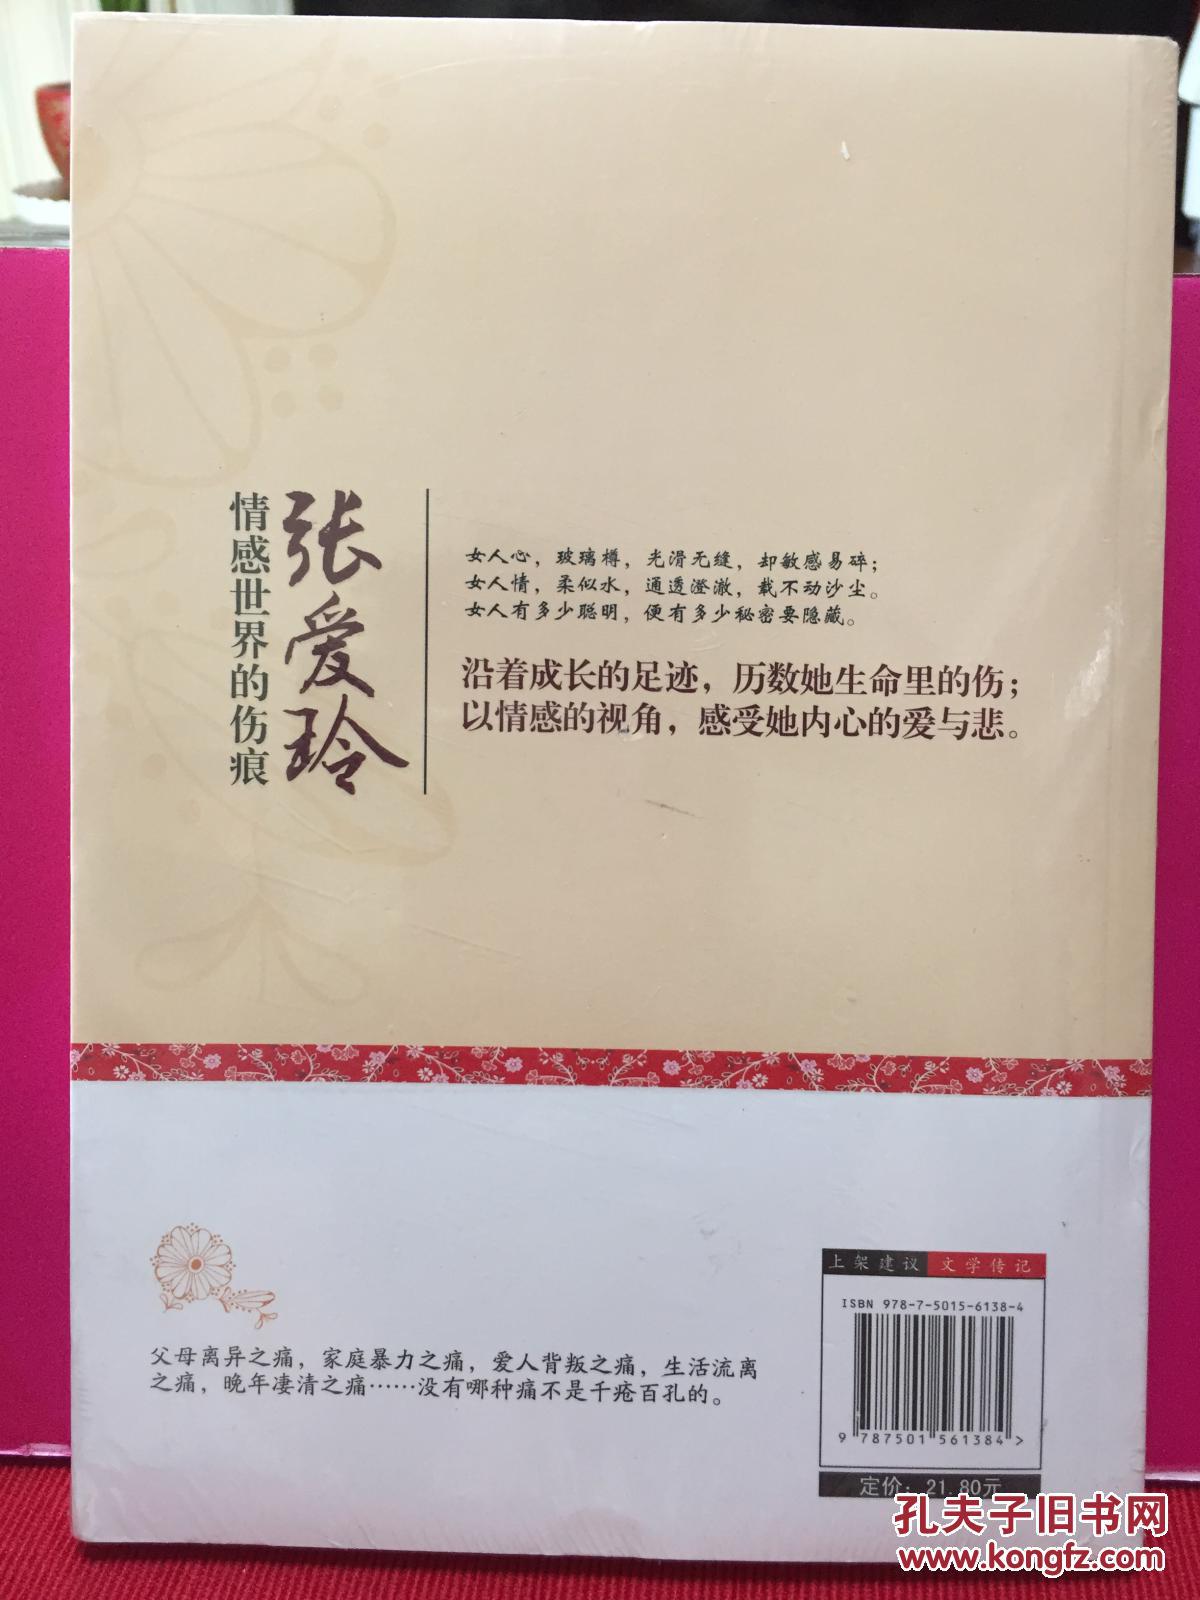 张爱玲
情感世界的伤痕
女人心，玻璃樽，光滑无缝，却敏感易碎；
女人情，柔似水，通透澄澈，载不动沙尘。
女人有多少聪明，便有多少秘密要隐藏。
沿着成长的足迹，历数她生命里的伤；
以情感的视角，感受她内心的爱与悲。
父母离异之痛，家庭暴力之痛，爱人背叛之痛，生活流离
之痛，晚年凄清之痛……没有哪种痛不是千疮百孔的。
上架建议 文学传记
ISBN 978-7-5015-6138-4
9 787501 561384 >
定价：21.80元
孔夫子旧书网
www.kongfz.com